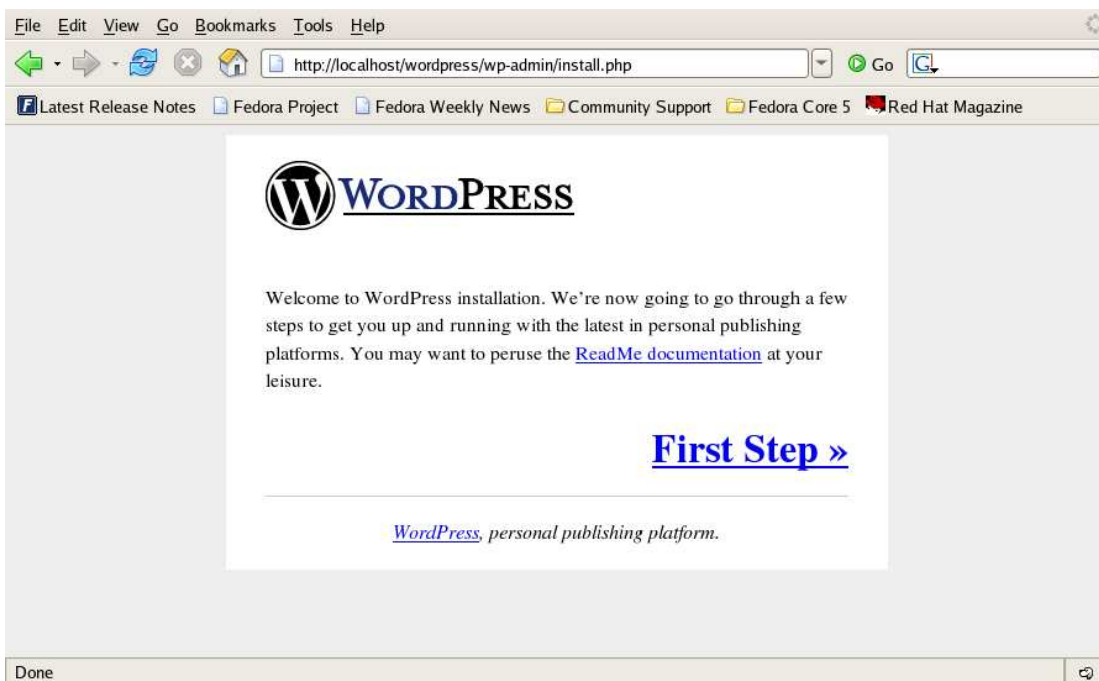 File Edit View Go Bookmarks Tools Help
http://localhost/wordpress/wp-admin/install.php Go G
Latest Release Notes Fedora Project Fedora Weekly News Community Support Fedora Core 5 Red Hat Magazine
W WORDPRESS
Welcome to WordPress installation. We're now going to go through a few
steps to get you up and running with the latest in personal publishing
platforms. You may want to peruse the ReadMe documentation at your
leisure.
First Step »
WordPress, personal publishing platform.
Done